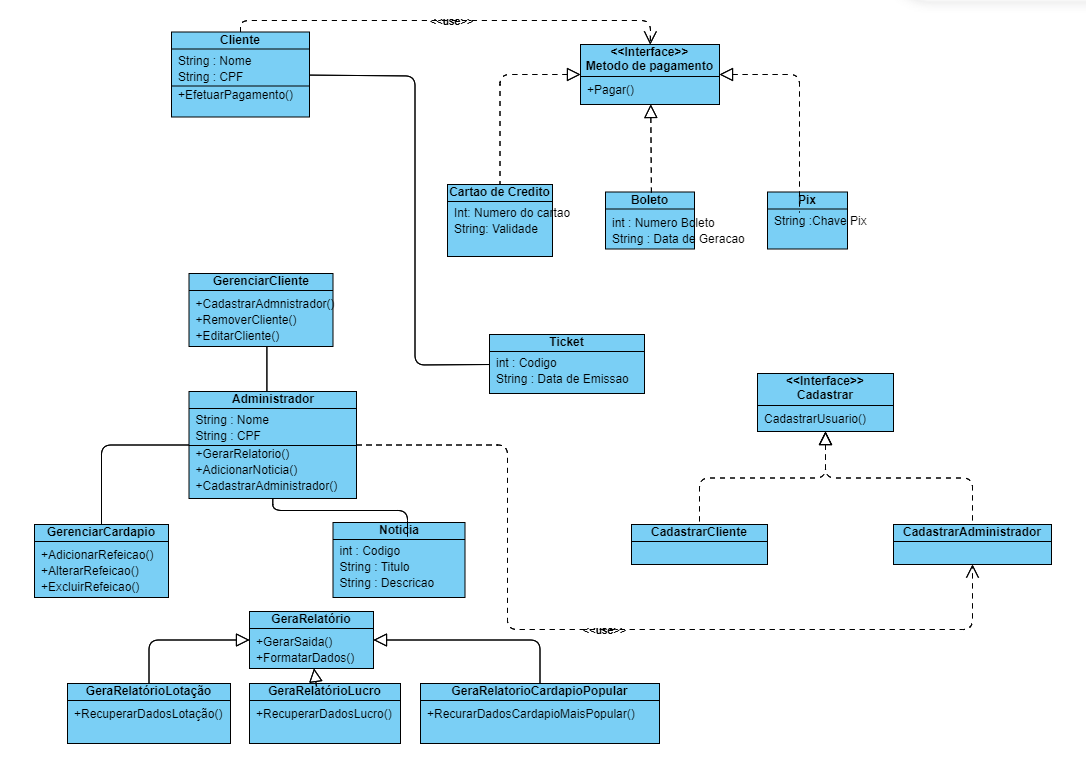 <<use>>
Cliente
String : Nome
String : CPF
+EfetuarPagamento()
<<Interface>>
Metodo de pagamento
+Pagar()
Cartao de Credito
Int: Numero do cartao
String: Validade
Boleto
int : Numero Boleto
String : Data de Geracao
Pix
String :Chave Pix
GerenciarCliente
+CadastrarAdmnistrador()
+RemoverCliente()
+EditarCliente()
Ticket
int : Codigo
String : Data de Emissao
<<Interface>>
Cadastrar
CadastrarUsuario()
Administrador
String : Nome
String : CPF
+GerarRelatorio()
+AdicionarNoticia()
+CadastrarAdministrador()
GerenciarCardapio
+AdicionarRefeicao()
+AlterarRefeicao()
+ExcluirRefeicao()
Noticia
int : Codigo
String : Titulo
String : Descricao
CadastrarCliente
CadastrarAdministrador
<<use>>
GeraRelatório
+GerarSaida()
+FormatarDados()
GeraRelatórioLotação
+RecuperarDadosLotação()
GeraRelatórioLucro
+RecuperarDadosLucro()
GeraRelatorioCardapioPopular
+RecurarDadosCardapioMaisPopular()